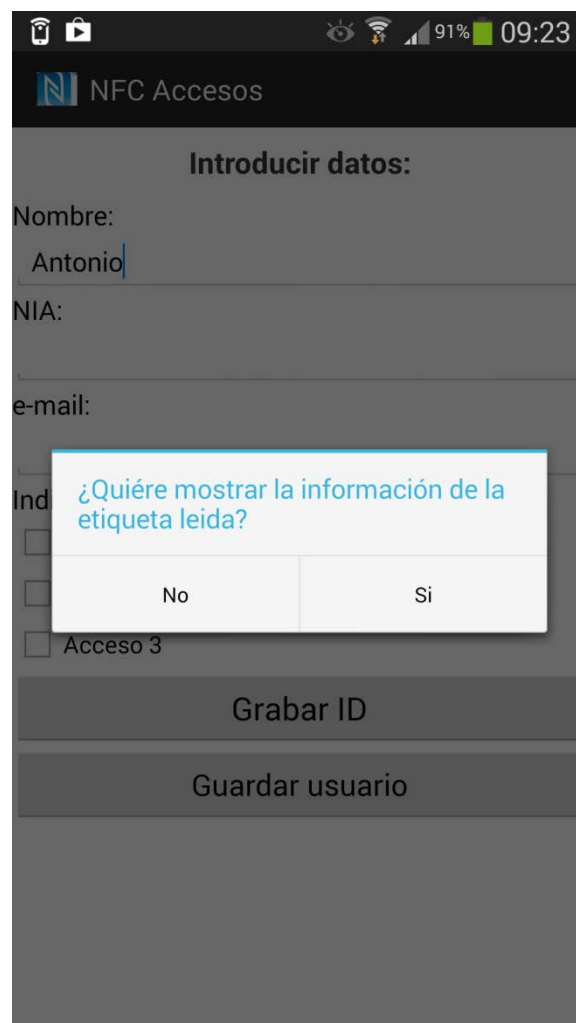 91% 09:23
NFC Accesos
Introducir datos:
Nombre:
Antonio
NIA:
e-mail:
Ind
¿Quiére mostrar la información de la
etiqueta leida?
No Si
Acceso 3
Grabar ID
Guardar usuario